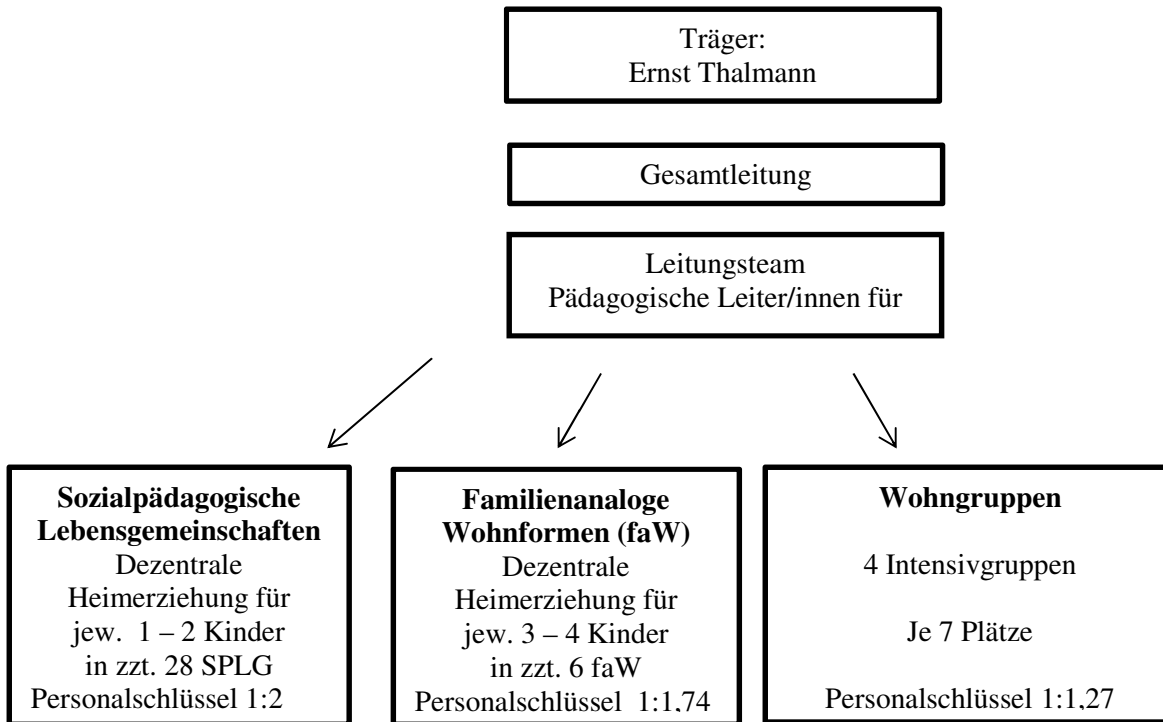 Träger:
Ernst Thalmann
Gesamtleitung
Leitungsteam
Pädagogische Leiter/innen für
Sozialpädagogische
Lebensgemeinschaften
Dezentrale
Heimerziehung für
jew. 1 – 2 Kinder
in zzt. 28 SPLG
Personalschlüssel 1:2
Familienanaloge
Wohnformen (faW)
Dezentrale
Heimerziehung für
jew. 3 – 4 Kinder
in zzt. 6 faW
Personalschlüssel 1:1,74
Wohngruppen
4 Intensivgruppen
Je 7 Plätze
Personalschlüssel 1:1,27